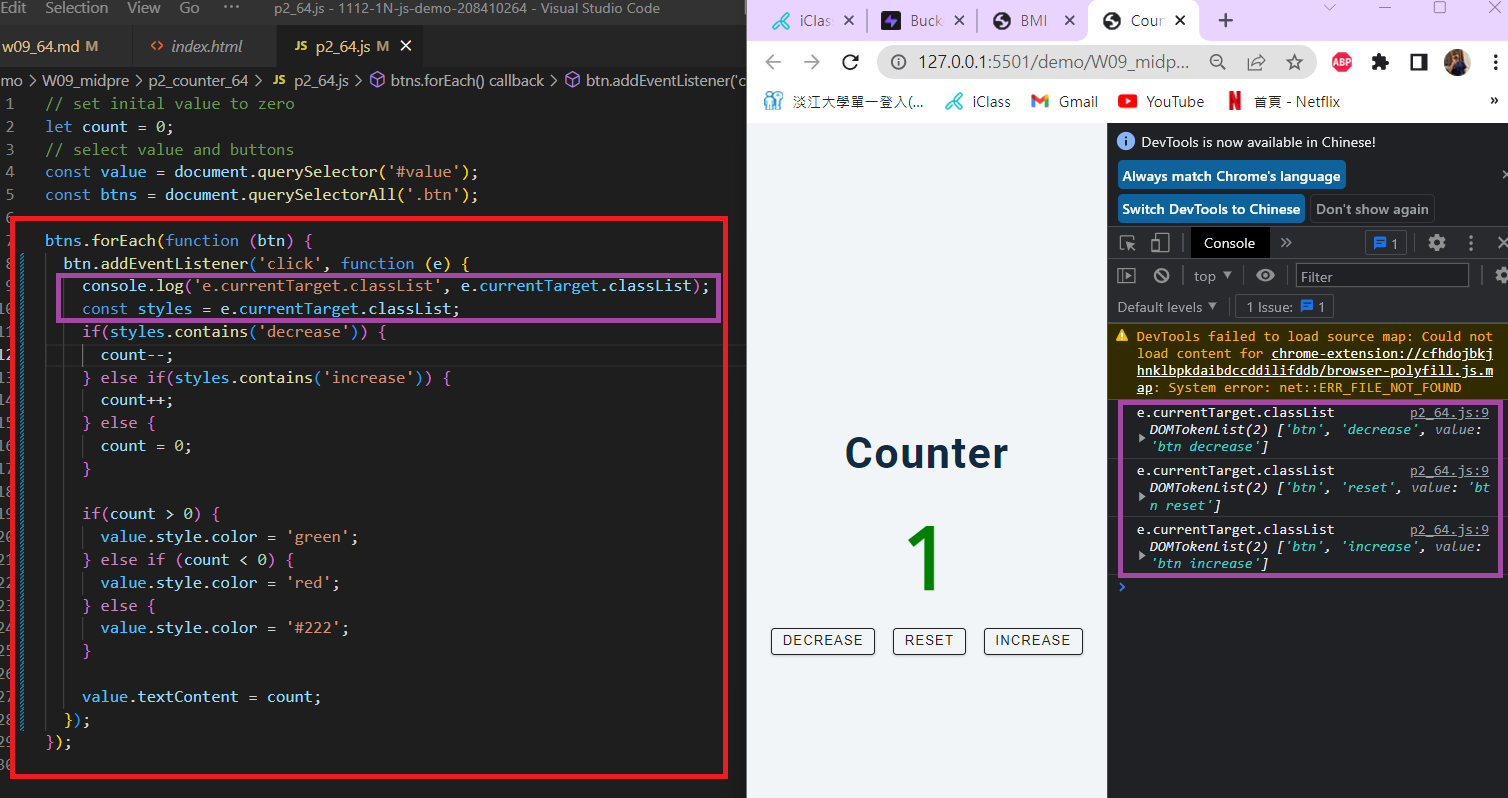 Edit Selection View Go ··· p2_64.js - 1112-1N-js-demo-208410264 - Visual Studio Code
w09_64.md M <> index.html JS p2_64.js M
mo > W09_midpre > p2_counter_64 > JS p2_64.js > btns.forEach() callback > btn.addEventListener('c
1 // set inital value to zero
2 let count = 0;
3 // select value and buttons
4 const value = document.querySelector('#value');
5 const btns = document.querySelectorAll('.btn');
6
7 btns.forEach(function (btn) {
8 btn.addEventListener('click', function (e) {
9 console.log('e.currentTarget.classList', e.currentTarget.classList);
10 const styles = e.currentTarget.classList;
11 if(styles.contains('decrease')) {
12 count--;
13 } else if(styles.contains('increase')) {
14 count++;
15 } else {
16 count = 0;
17 }
18
19 if(count > 0) {
20 value.style.color = 'green';
21 } else if (count < 0) {
22 value.style.color = 'red';
23 } else {
24 value.style.color = '#222';
25 }
26
27 value.textContent = count;
28 });
29 });
30
iClas Buck BMI Coun
127.0.0.1:5501/demo/W09_midp... ABP
淡江大學單一登入(... iClass Gmail YouTube 首頁 - Netflix »
Counter
1
DECREASE RESET INCREASE
DevTools is now available in Chinese!
Always match Chrome's language
Switch DevTools to Chinese Don't show again
Console » 1
top Filter
Default levels 1 Issue: 1
DevTools failed to load source map: Could not
load content for chrome-extension://cfhdojbkj
hnklbpkdaibdccddilifddb/browser-polyfill.js.m
ap: System error: net::ERR_FILE_NOT_FOUND
e.currentTarget.classList p2_64.js:9
DOMTokenList(2) ['btn', 'decrease', value:
'btn decrease']
e.currentTarget.classList p2_64.js:9
DOMTokenList(2) ['btn', 'reset', value: 'bt
n reset']
e.currentTarget.classList p2_64.js:9
DOMTokenList(2) ['btn', 'increase', value:
'btn increase']